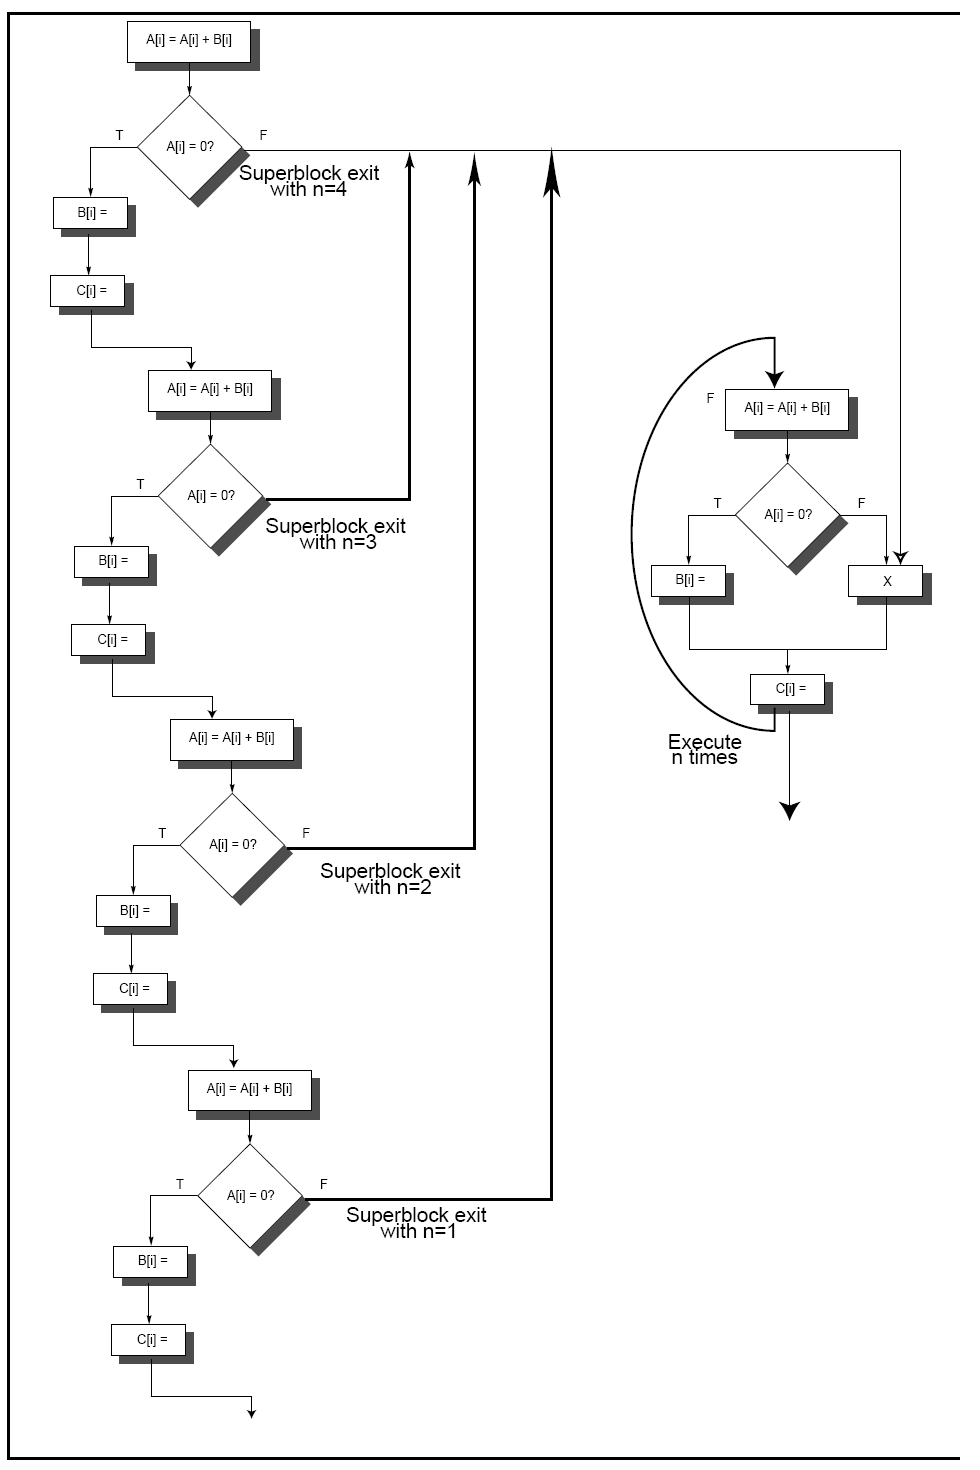 A[i] = A[i] + B[i]
T
A[i] = 0?
F
Superblock exit
with n=4
B[i] =
C[i] =
A[i] = A[i] + B[i]
T
A[i] = 0?
Superblock exit
with n=3
B[i] =
C[i] =
A[i] = A[i] + B[i]
T
A[i] = 0?
F
Superblock exit
with n=2
B[i] =
C[i] =
A[i] = A[i] + B[i]
T
A[i] = 0?
F
Superblock exit
with n=1
B[i] =
C[i] =
F
A[i] = A[i] + B[i]
T
A[i] = 0?
F
B[i] =
X
C[i] =
Execute
n times